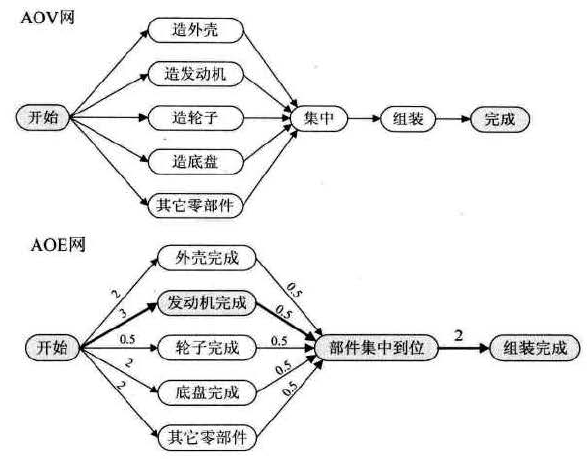 AOV网
造外壳
造发动机
开始
造轮子
集中
组装
完成
造底盘
其它零部件
AOE网
外壳完成
2
0.5
发动机完成
3
0.5
开始
0.5
轮子完成
0.5
部件集中到位
2
组装完成
2
底盘完成
0.5
2
其它零部件
0.5